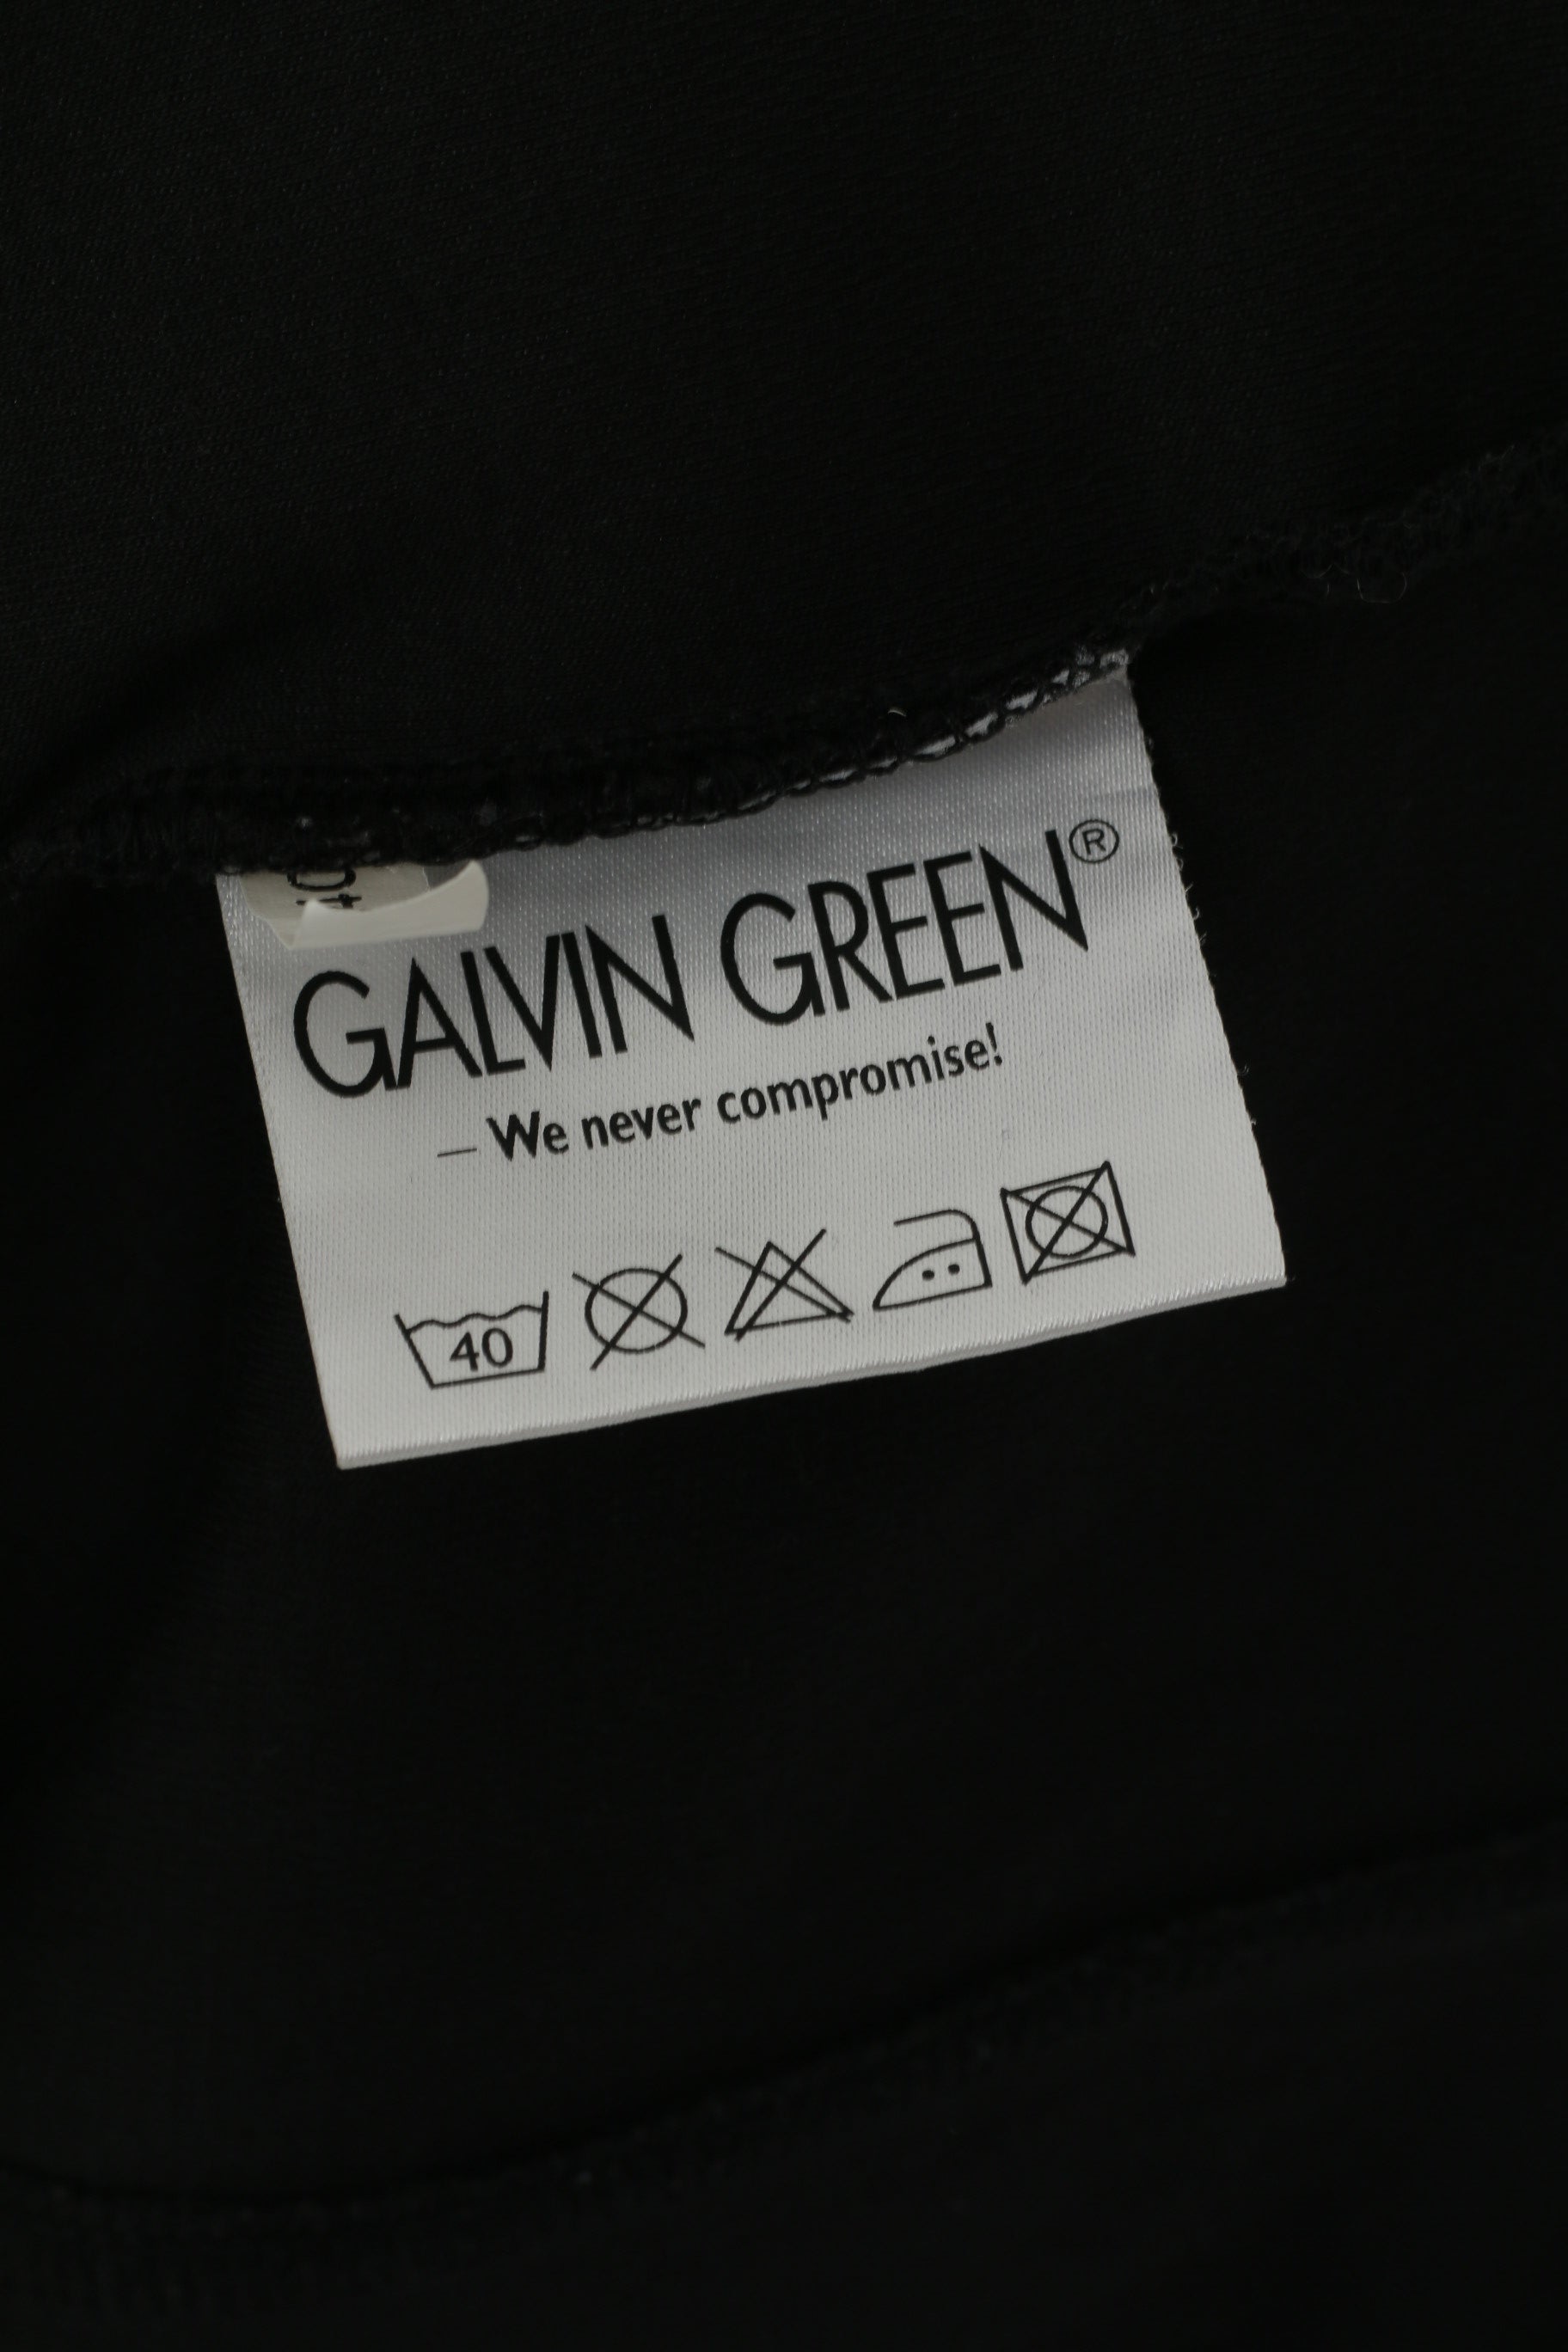 GALVIN GREEN®
– We never compromise!
40